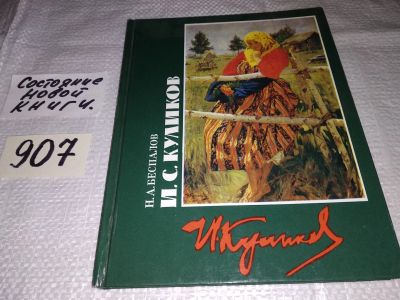 Состояние
новой
книги.
907
Н.А.БЕСПАЛОВ
И.С.КУЛИКОВ
ИКуликов